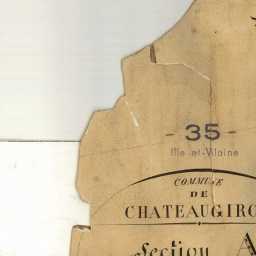 - 35 -
Ille-et-Vilaine
COMMUNE
DE
CHATEAUGIRO
Section A